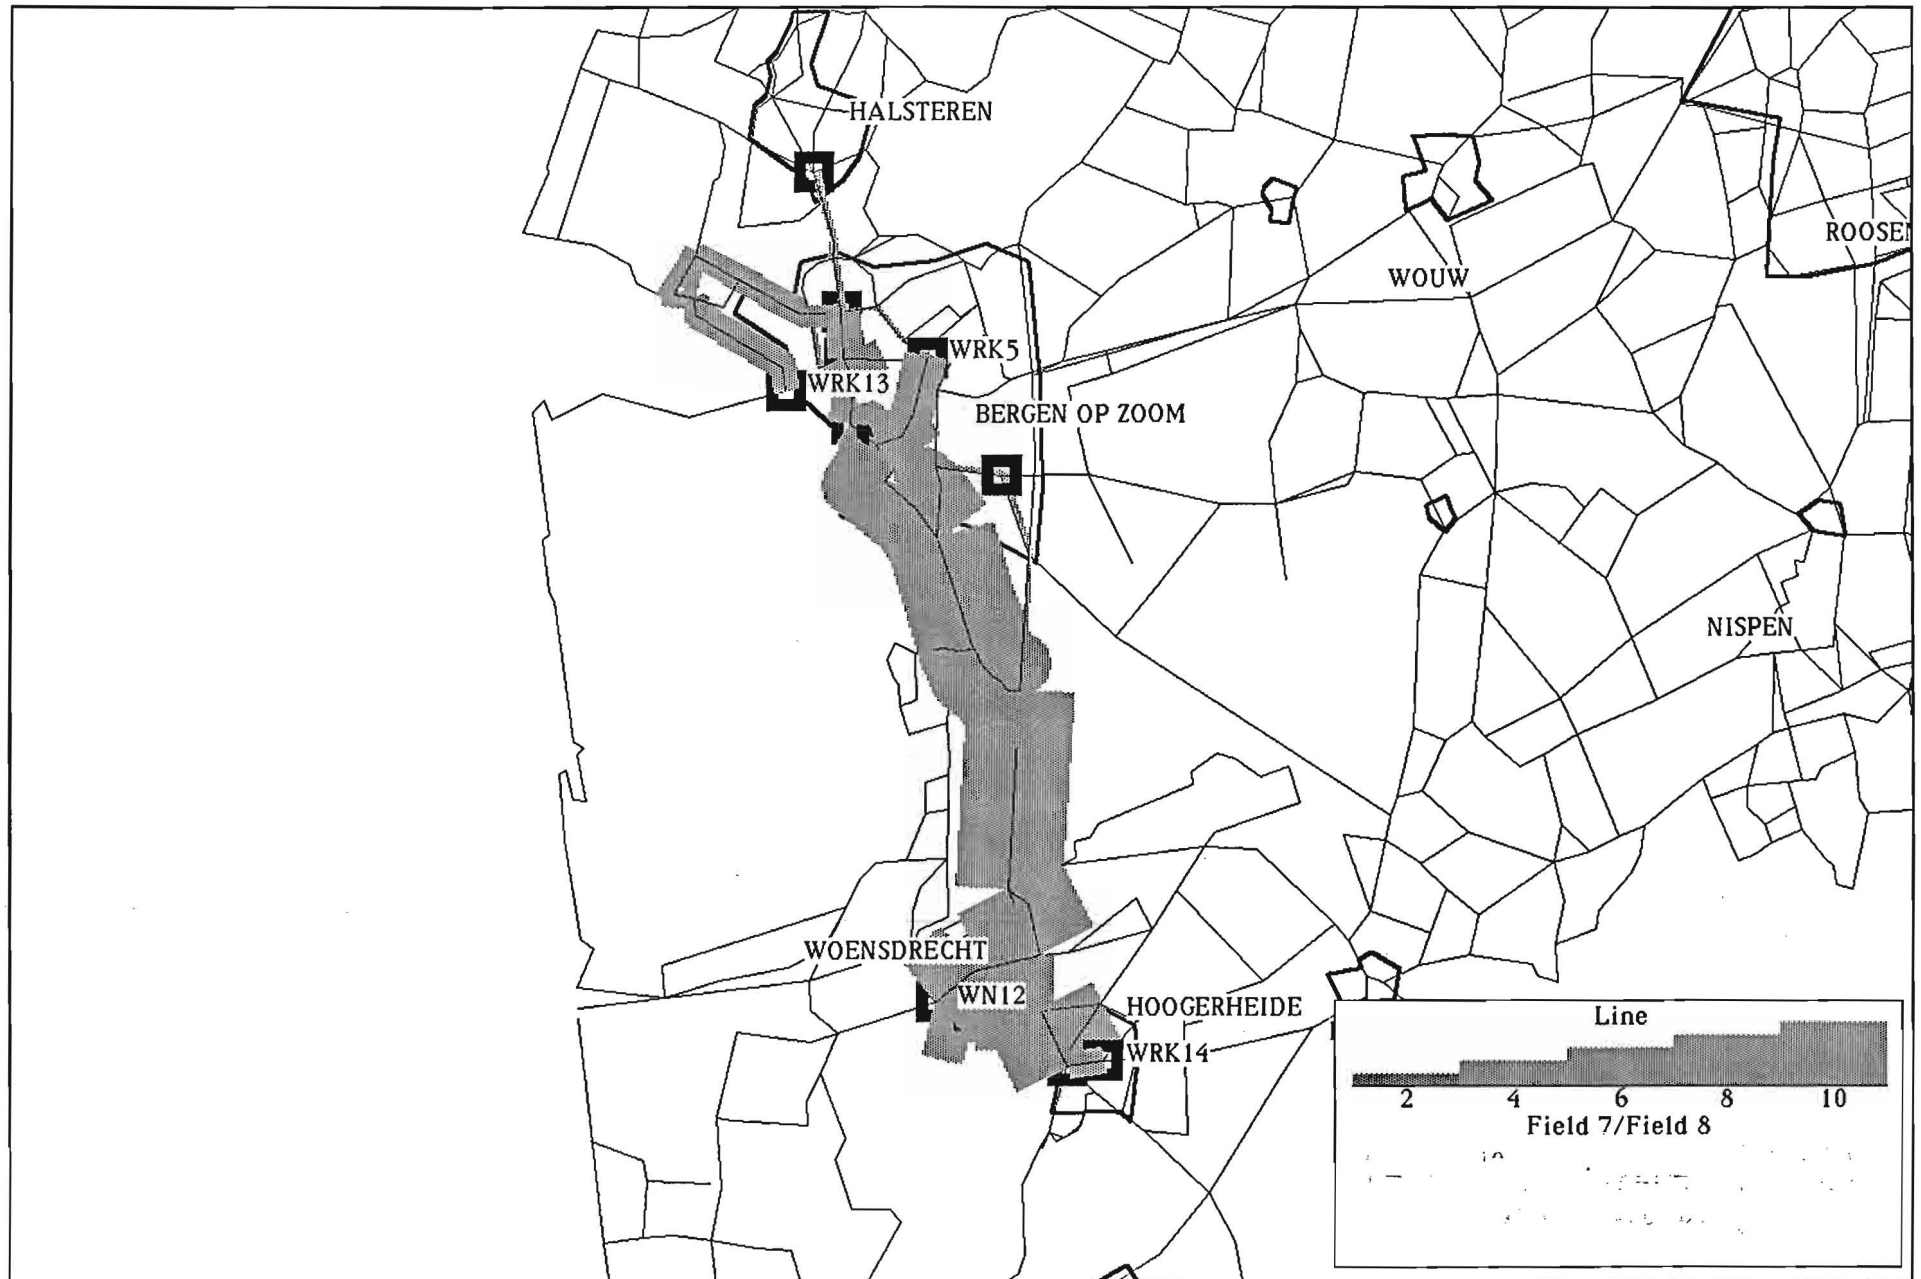 HALSTEREN
ROOSEN
WOUW
WRK5
WRK13
BERGEN OP ZOOM
NISPEN
WOENSDRECHT
WN12
HOOGERHEIDE
WRK14
Line
2 4 6 8 10
Field 7/Field 8